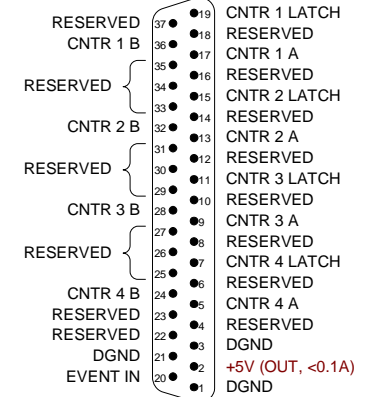 RESERVED 37 19 CNTR 1 LATCH
CNTR 1 B 36 18 RESERVED
35 17 CNTR 1 A
RESERVED 34 16 RESERVED
33 15 CNTR 2 LATCH
CNTR 2 B 32 14 RESERVED
31 13 CNTR 2 A
RESERVED 30 12 RESERVED
29 11 CNTR 3 LATCH
CNTR 3 B 28 10 RESERVED
27 9 CNTR 3 A
RESERVED 26 8 RESERVED
25 7 CNTR 4 LATCH
CNTR 4 B 24 6 RESERVED
RESERVED 23 5 CNTR 4 A
RESERVED 22 4 RESERVED
DGND 21 3 DGND
EVENT IN 20 2 +5V (OUT, <0.1A)
1 DGND